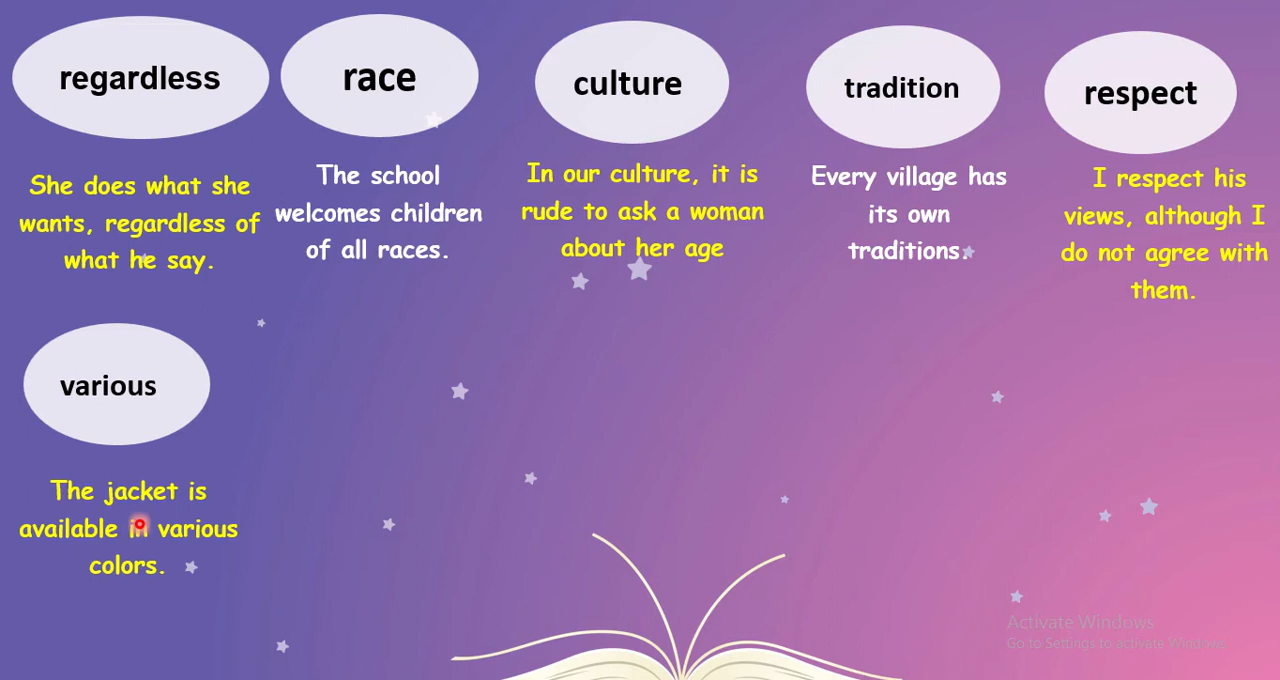 regardless
She does what she
wants, regardless of
what he say.
race
The school
welcomes children
of all races.
culture
In our culture, it is
rude to ask a woman
about her age
tradition
Every village has
its own
traditions.
respect
I respect his
views, although I
do not agree with
them.
various
The jacket is
available in various
colors.
Activate Windows
Go to Settings to activate Windows.